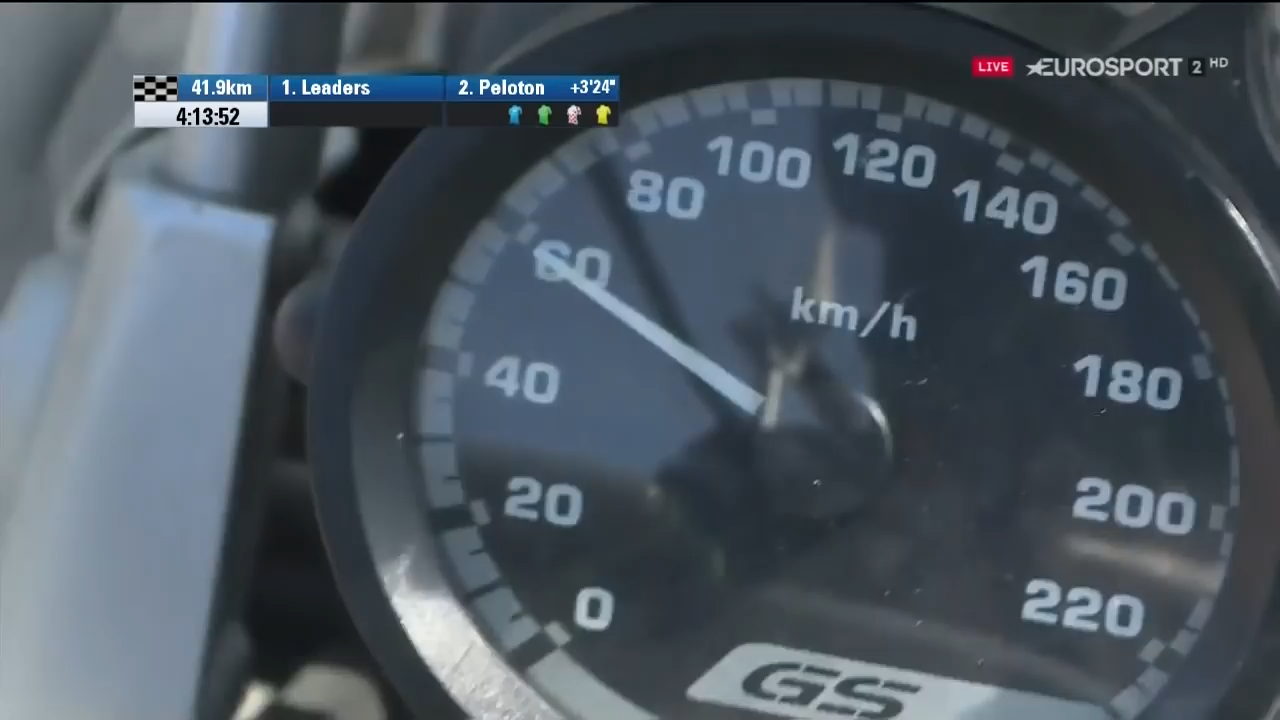 41.9km 1. Leaders 2. Peloton +3'24"
4:13:52
LIVE EUROSPORT 2 HD
100 120
80 140
60 160
km/h
40 180
20 200
0 220
GS